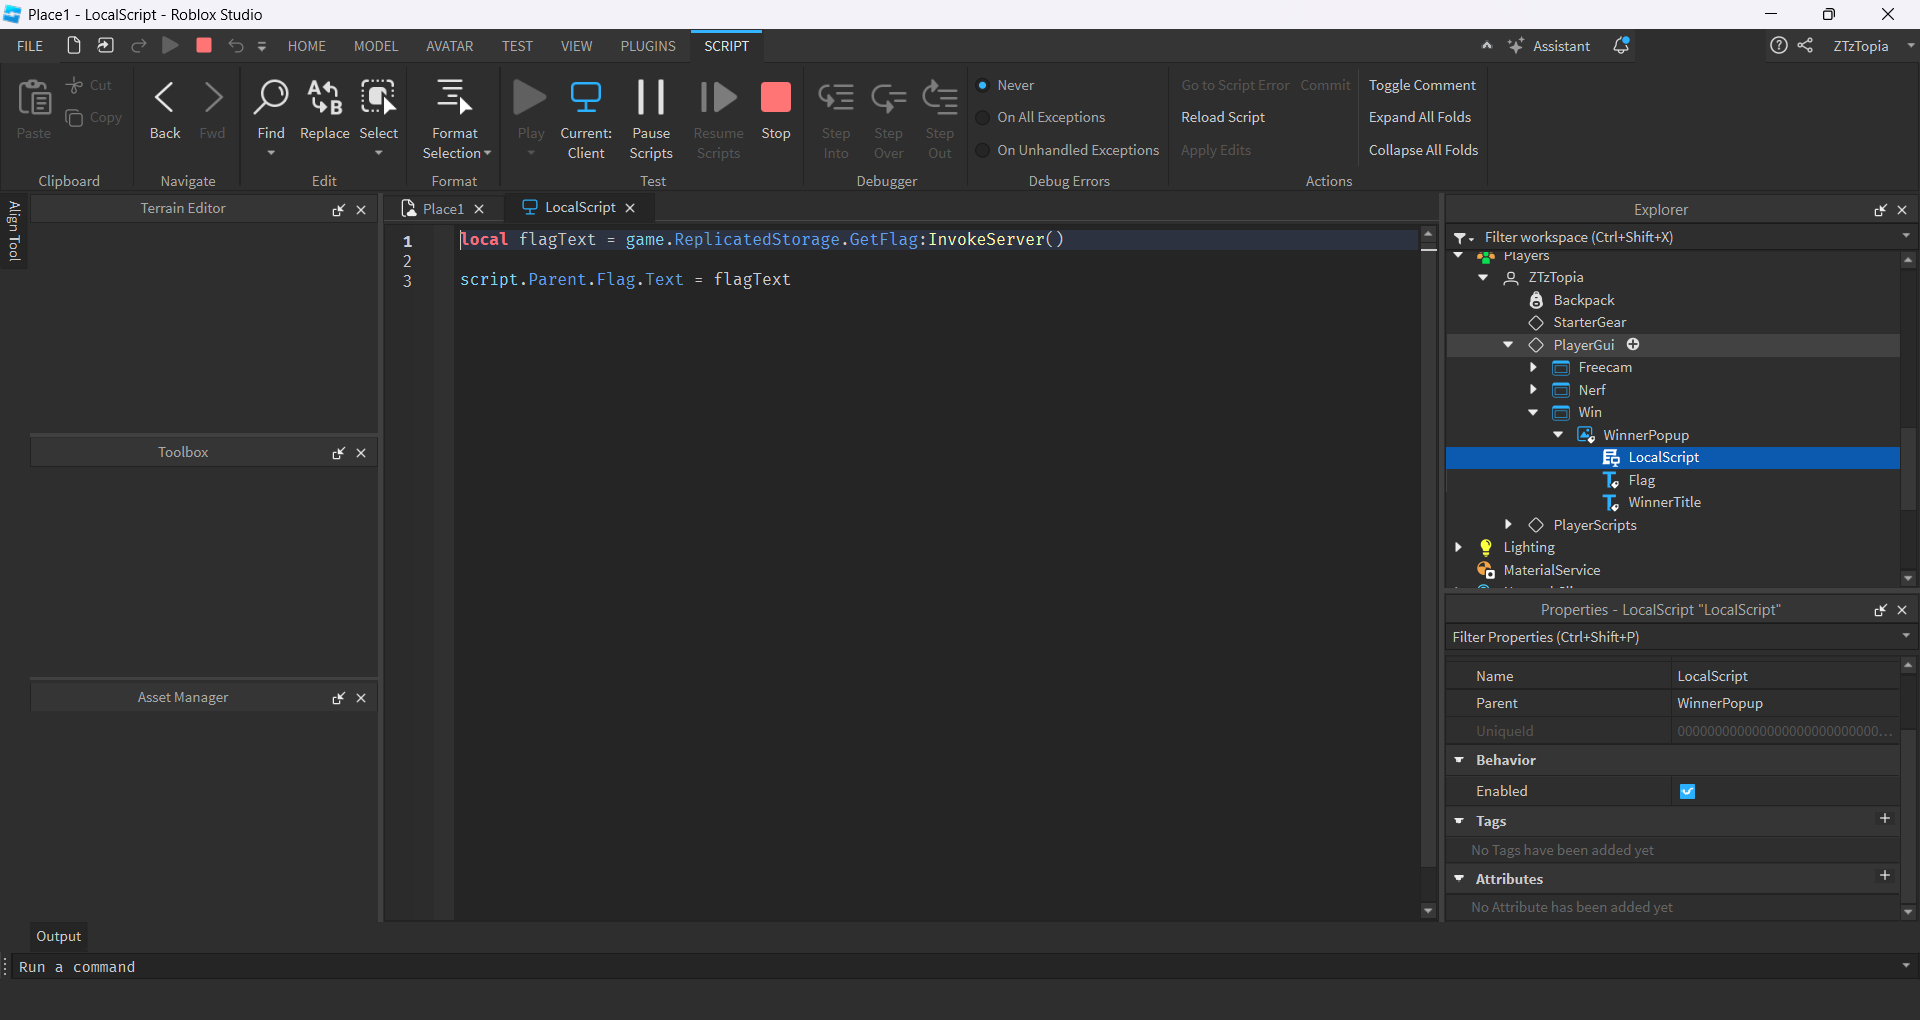 Place1 - LocalScript - Roblox Studio
FILE HOME MODEL AVATAR TEST VIEW PLUGINS SCRIPT Assistant ZTzTopia
Paste Cut Copy
Clipboard
Back Fwd
Navigate
Find Replace Select
Edit
Format Selection
Format
Play Current: Client Pause Scripts Resume Scripts Stop
Test
Step Into Step Over Step Out
Debugger
Never
On All Exceptions
On Unhandled Exceptions
Debug Errors
Go to Script Error Commit
Reload Script
Apply Edits
Toggle Comment
Expand All Folds
Collapse All Folds
Actions
Align Tool
Terrain Editor
Toolbox
Asset Manager
Place1 LocalScript
1 local flagText = game.ReplicatedStorage.GetFlag:InvokeServer()
2
3 script.Parent.Flag.Text = flagText
Explorer
Filter workspace (Ctrl+Shift+X)
Players
ZTzTopia
Backpack
StarterGear
PlayerGui
Freecam
Nerf
Win
WinnerPopup
LocalScript
Flag
WinnerTitle
PlayerScripts
Lighting
MaterialService
Properties - LocalScript "LocalScript"
Filter Properties (Ctrl+Shift+P)
Name LocalScript
Parent WinnerPopup
UniqueId
Behavior
Enabled
Tags
No Tags have been added yet
Attributes
No Attribute has been added yet
Output
Run a command